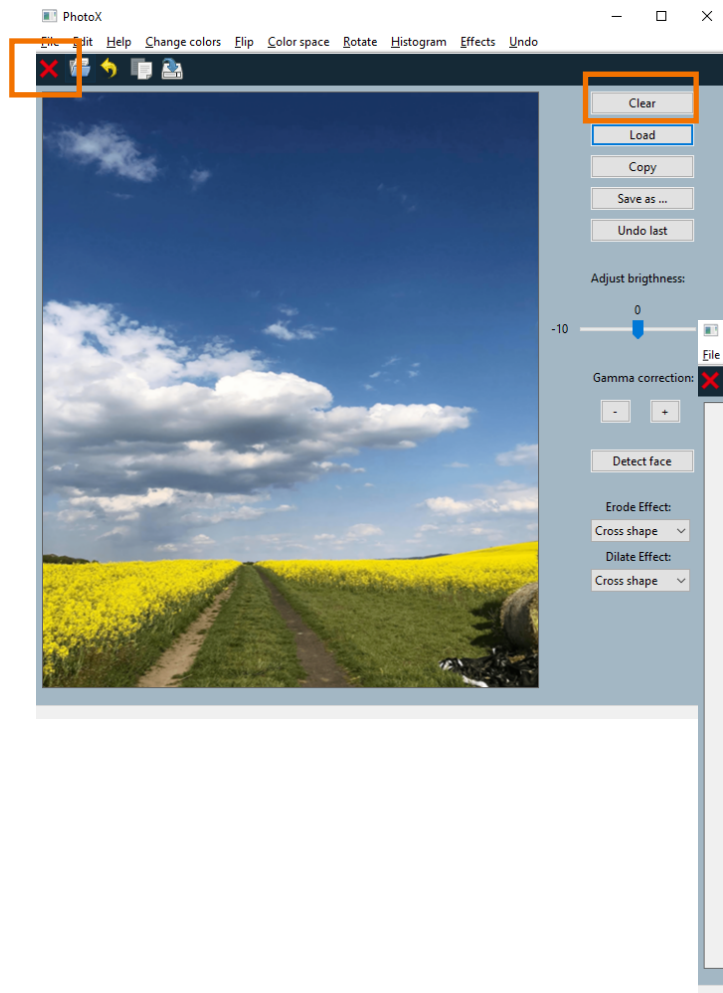 PhotoX
File Edit Help Change colors Flip Color space Rotate Histogram Effects Undo
Clear
Load
Copy
Save as ...
Undo last
Adjust brigthness:
0
-10
Gamma correction:
- +
Detect face
Erode Effect:
Cross shape
Dilate Effect:
Cross shape
File